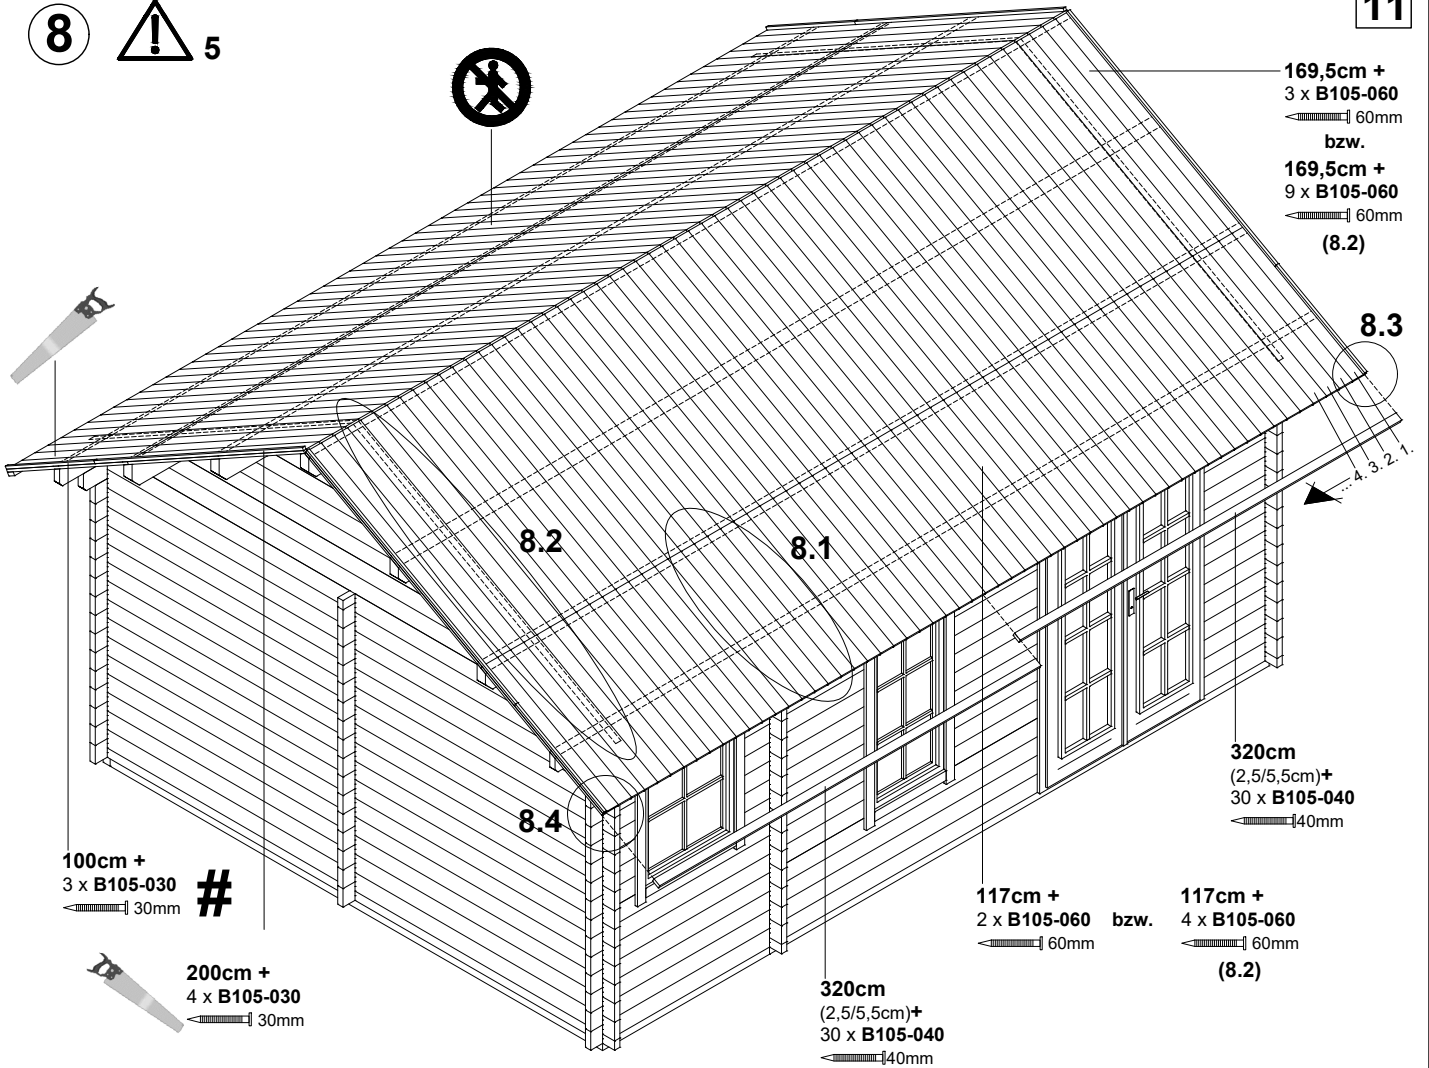 8
5
11
169,5cm +
3 x B105-060
60mm
bzw.
169,5cm +
9 x B105-060
60mm
(8.2)
8.3
... 4. 3. 2. 1.
8.2
8.1
8.4
320cm
(2,5/5,5cm)+
30 x B105-040
40mm
100cm +
3 x B105-030
30mm
#
117cm +
2 x B105-060
60mm
bzw.
117cm +
4 x B105-060
60mm
(8.2)
200cm +
4 x B105-030
30mm
320cm
(2,5/5,5cm)+
30 x B105-040
40mm